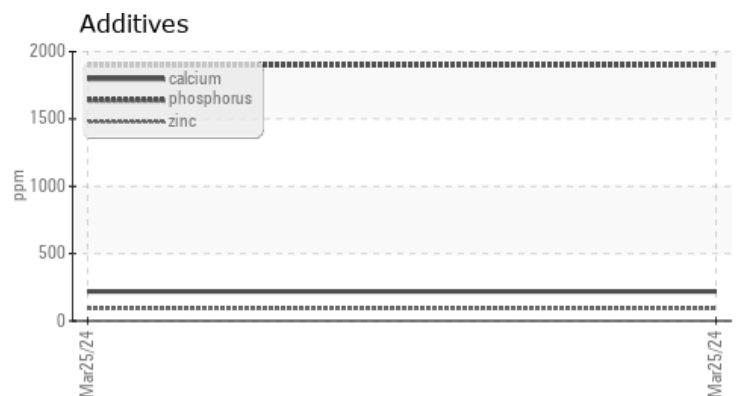 Additives
2000
calcium
phosphorus
zinc
1500
1000
ppm
500
0
Mar25/24
Mar25/24